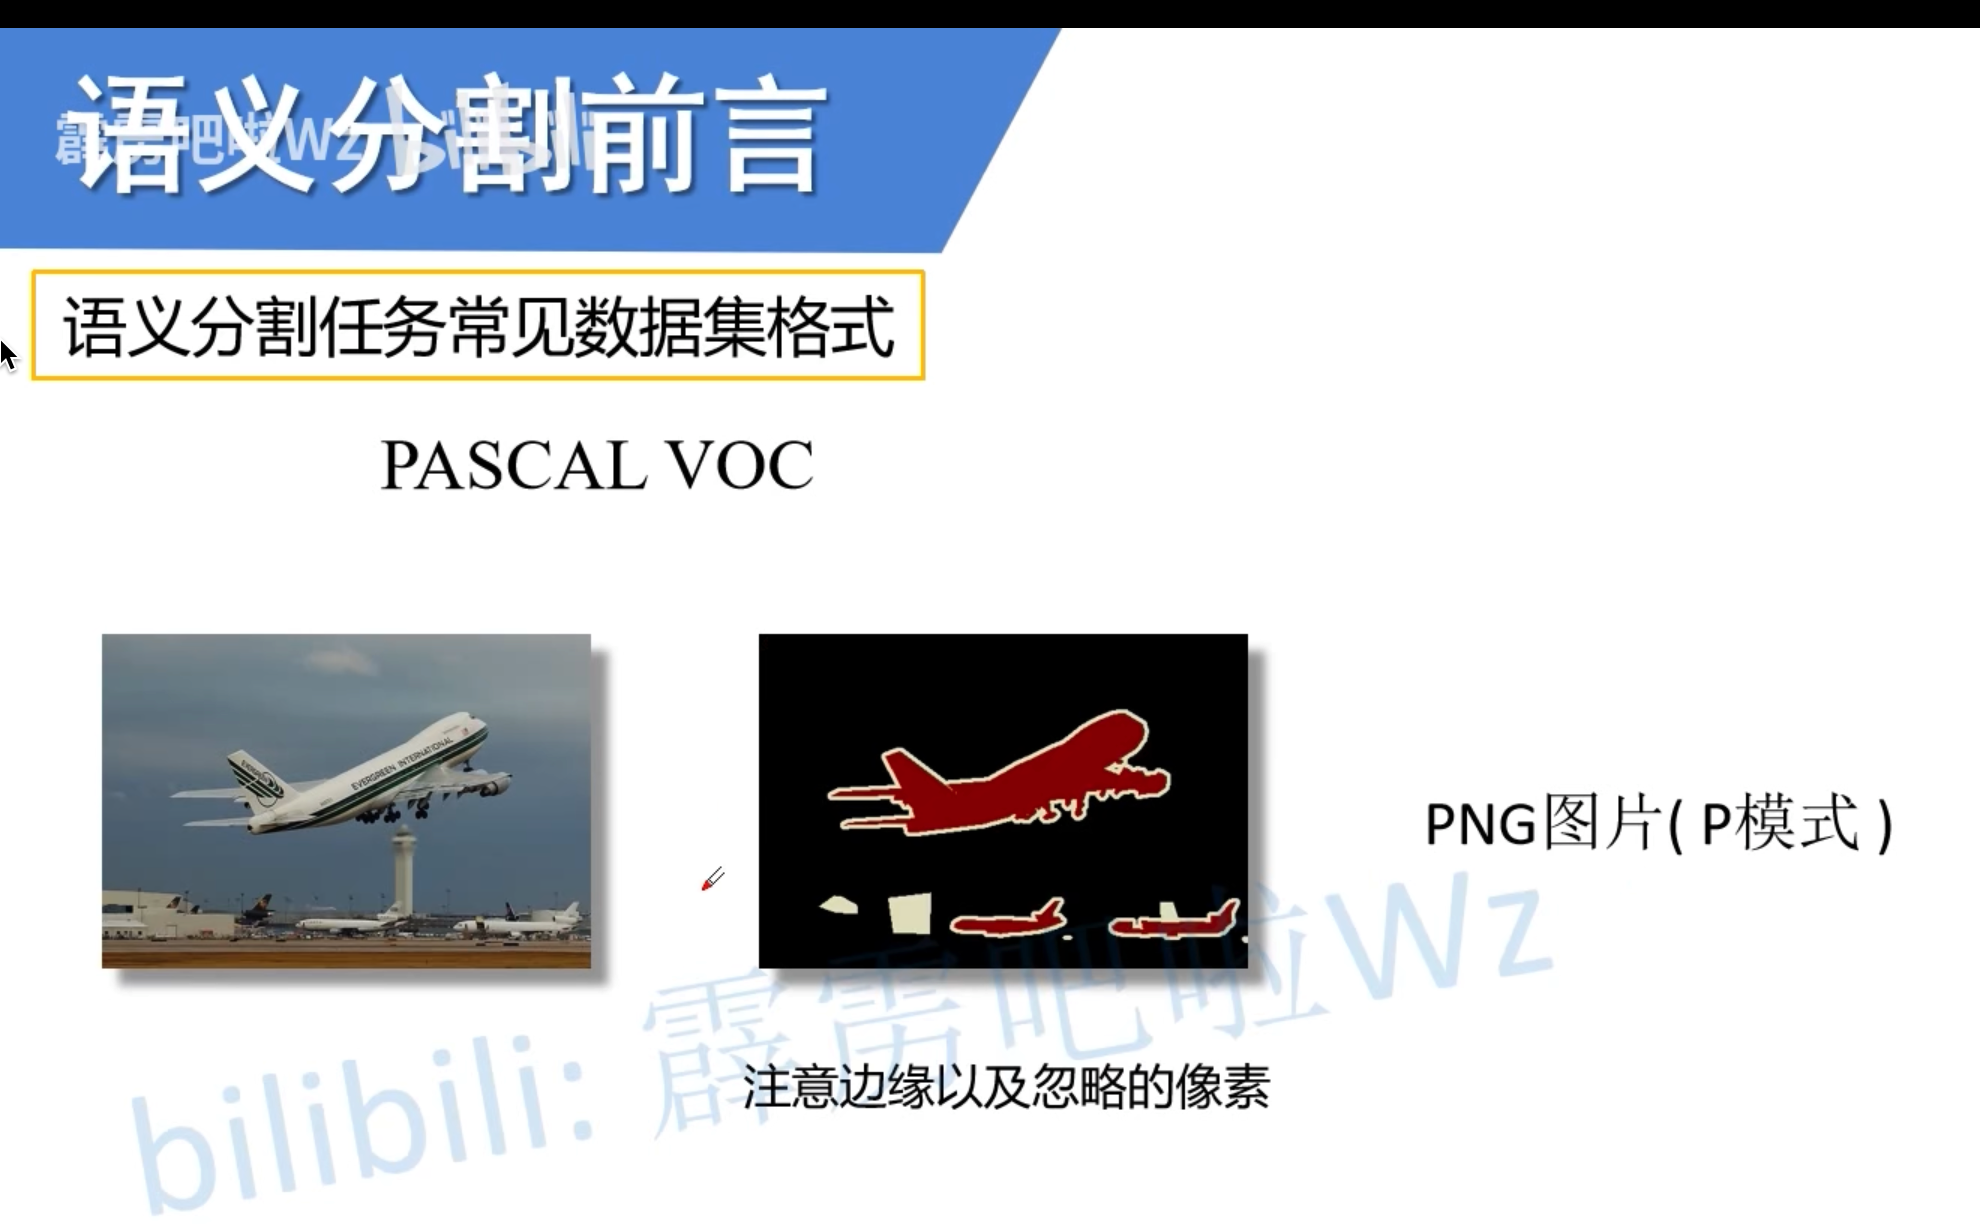 语义分割前言
霹雳吧啦Wz bilibili
语义分割任务常见数据集格式
PASCAL VOC
EVERGREEN INTERNATIONAL
EVERGREEN
PNG图片( P模式 )
注意边缘以及忽略的像素
bilibili: 霹雳吧啦Wz